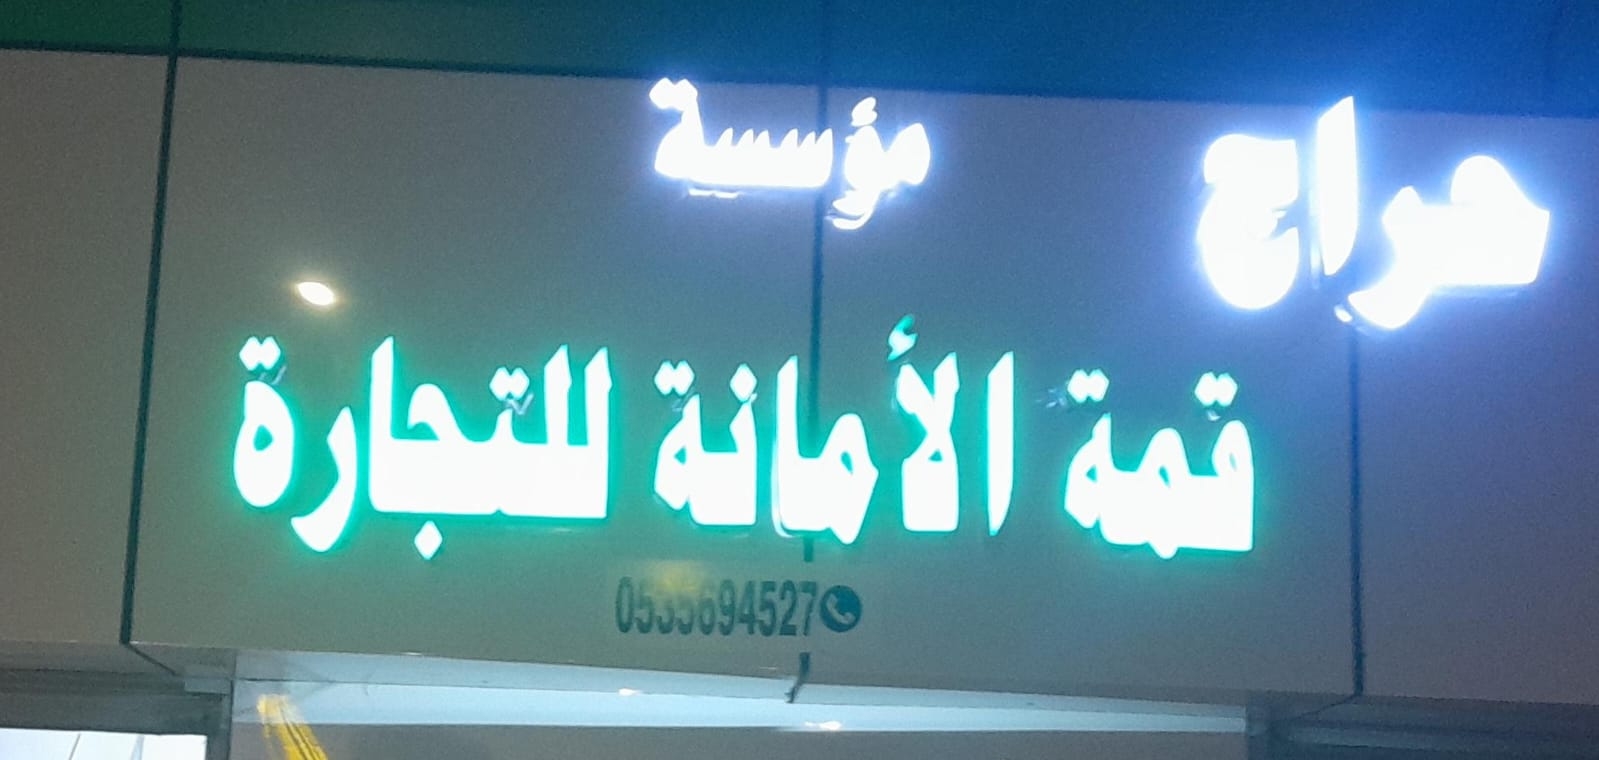 حراج
مؤسسة
قمة الأمانة للتجارة
0535694527